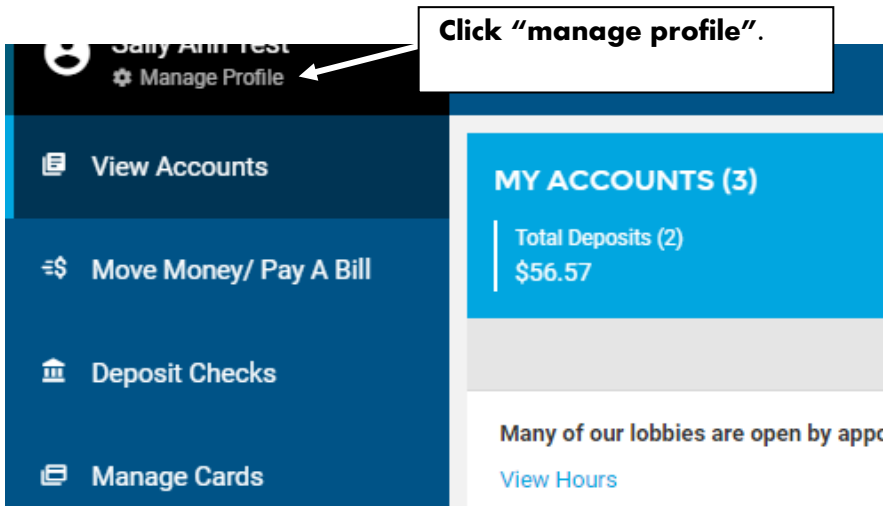 Click “manage profile”.
Sally Ann Test
Manage Profile
View Accounts
Move Money/ Pay A Bill
Deposit Checks
Manage Cards
MY ACCOUNTS (3)
Total Deposits (2)
$56.57
Many of our lobbies are open by appo
View Hours